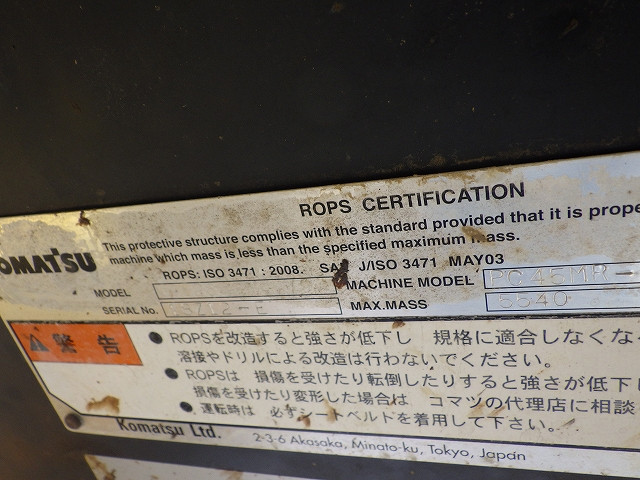 ROPS CERTIFICATION
OMATSU This protective structure complies with the standard provided that it is prope
machine which mass is less than the specified maximum mass.
ROPS: ISO 3471 : 2008. SA J/ISO 3471 MAY03
MODEL MACHINE MODEL PC45MR-
SERIAL No. MAX.MASS 5540
警告
● ROPSを改造すると強さが低下し 規格に適合しなくな
溶接やドリルによる改造は行わないでください。
● ROPSは 損傷を受けたり転倒したりすると強さが低下
損傷を受けたり変形した場合は コマツの代理店に相談
● 運転時は 必ずシートベルトを着用して下さい。
Komatsu Ltd. 2-3-6 Akasaka, Minato-ku, Tokyo, Japan